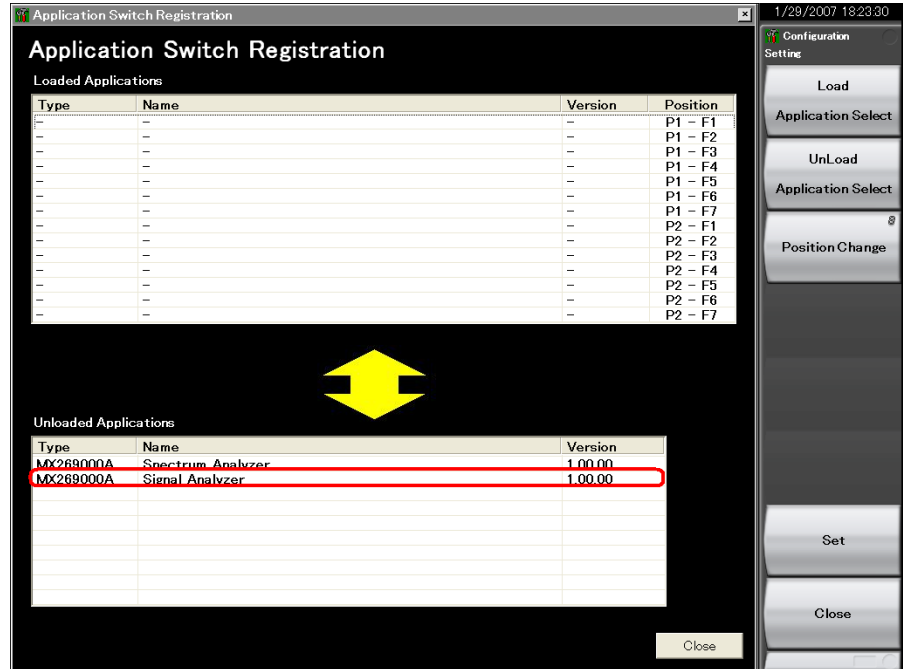 Application Switch Registration
1/29/2007 18:23:30
Application Switch Registration
Configuration
Setting
Loaded Applications
Type Name Version Position
- - - P1 - F1
- - - P1 - F2
- - - P1 - F3
- - - P1 - F4
- - - P1 - F5
- - - P1 - F6
- - - P1 - F7
- - - P2 - F1
- - - P2 - F2
- - - P2 - F3
- - - P2 - F4
- - - P2 - F5
- - - P2 - F6
- - - P2 - F7
Unloaded Applications
Type Name Version
MX269000A Spectrum Analyzer 1.00.00
MX269000A Signal Analyzer 1.00.00
Close
Load
Application Select
UnLoad
Application Select
8
Position Change
Set
Close